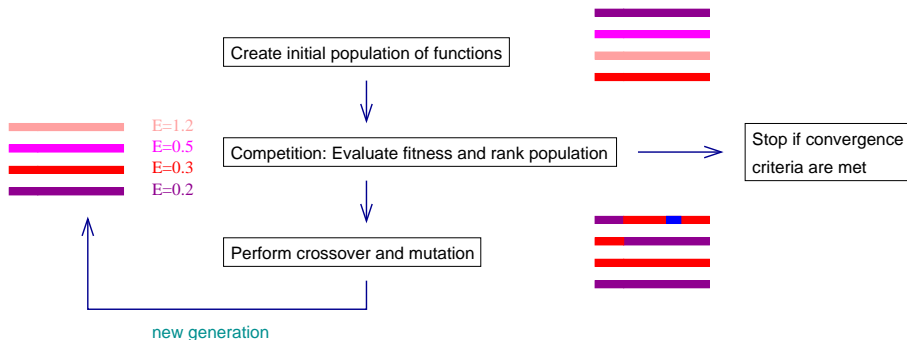 Create initial population of functions
E=1.2
E=0.5
E=0.3
E=0.2
Competition: Evaluate fitness and rank population
Stop if convergence
criteria are met
Perform crossover and mutation
new generation